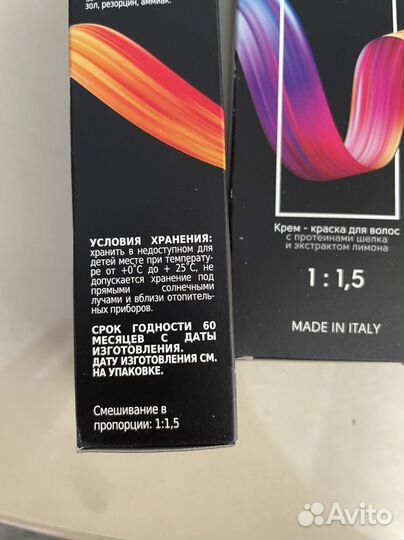 зол, резорцин, аммиак.
УСЛОВИЯ ХРАНЕНИЯ:
хранить в недоступном для
детей месте при температу-
ре от +0˚С до + 25˚С, не
допускается хранение под
прямыми солнечными
лучами и вблизи отопитель-
ных приборов.
СРОК ГОДНОСТИ 60
МЕСЯЦЕВ С ДАТЫ
ИЗГОТОВЛЕНИЯ.
ДАТУ ИЗГОТОВЛЕНИЯ СМ.
НА УПАКОВКЕ.
Смешивание в
пропорции: 1:1,5
Крем - краска для волос
с протеинами шелка
и экстрактом лимона
1 : 1,5
MADE IN ITALY
Avito